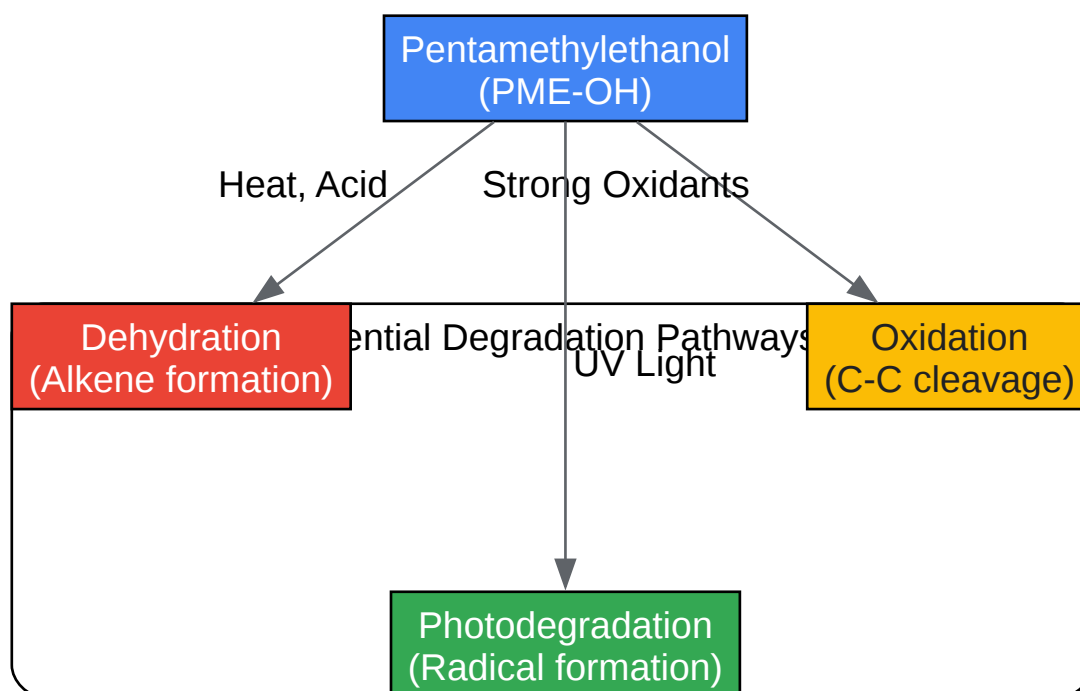 Pentamethylethanol
(PME-OH)
Heat, Acid
Strong Oxidants
Dehydration
(Alkene formation)
ential Degradation Pathways
UV Light
Oxidation
(C-C cleavage)
Photodegradation
(Radical formation)